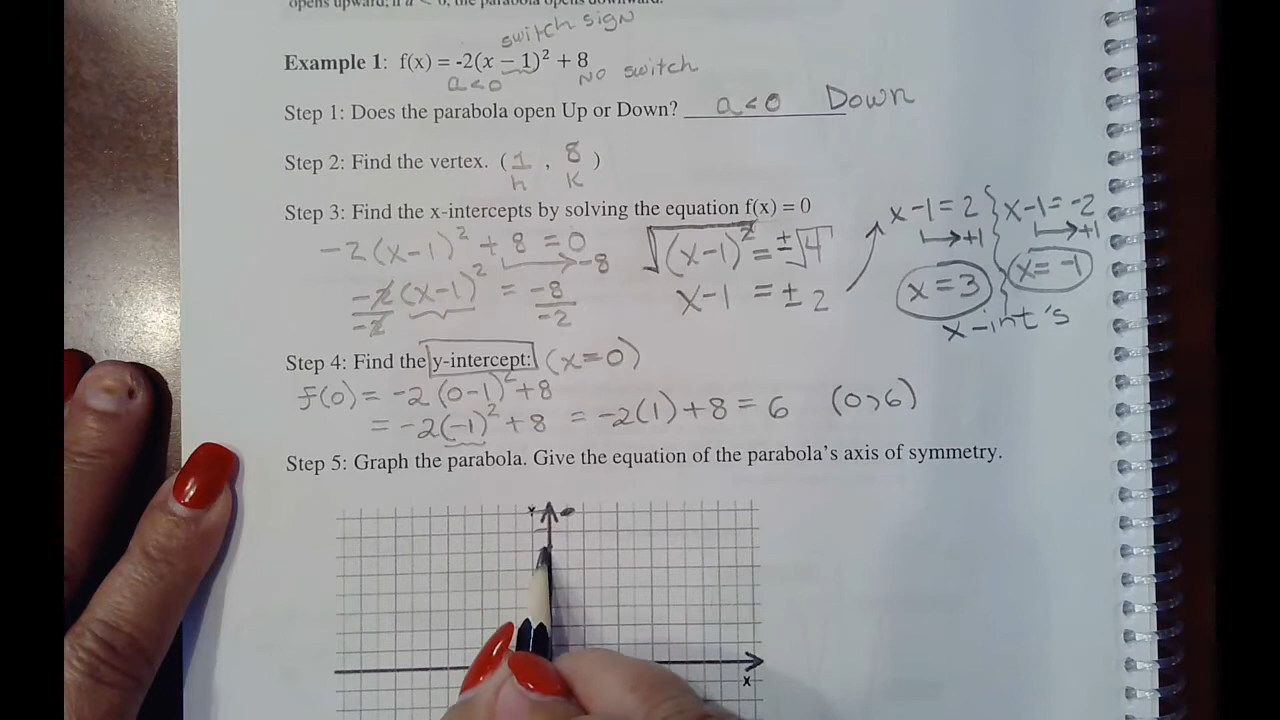 opens upward, if a < 0, the parabola opens downward.
switch sign
Example 1: f(x) = -2(x − 1)² + 8
a<0
No switch
Step 1: Does the parabola open Up or Down? a<0 Down
Step 2: Find the vertex. (1, 8)
h k
Step 3: Find the x-intercepts by solving the equation f(x) = 0
-2(x-1)² + 8 = 0
-8
-2(x-1)² = -8
-2 -2
√(x-1)² = ±√4
x-1 = ±2
x-1=2 x-1=-2
+1 +1
x=3 x=-1
x-int's
Step 4: Find the y-intercept: (x=0)
f(0) = -2(0-1)²+8
= -2(-1)²+8 = -2(1)+8=6 (0,6)
Step 5: Graph the parabola. Give the equation of the parabola's axis of symmetry.
Y
x